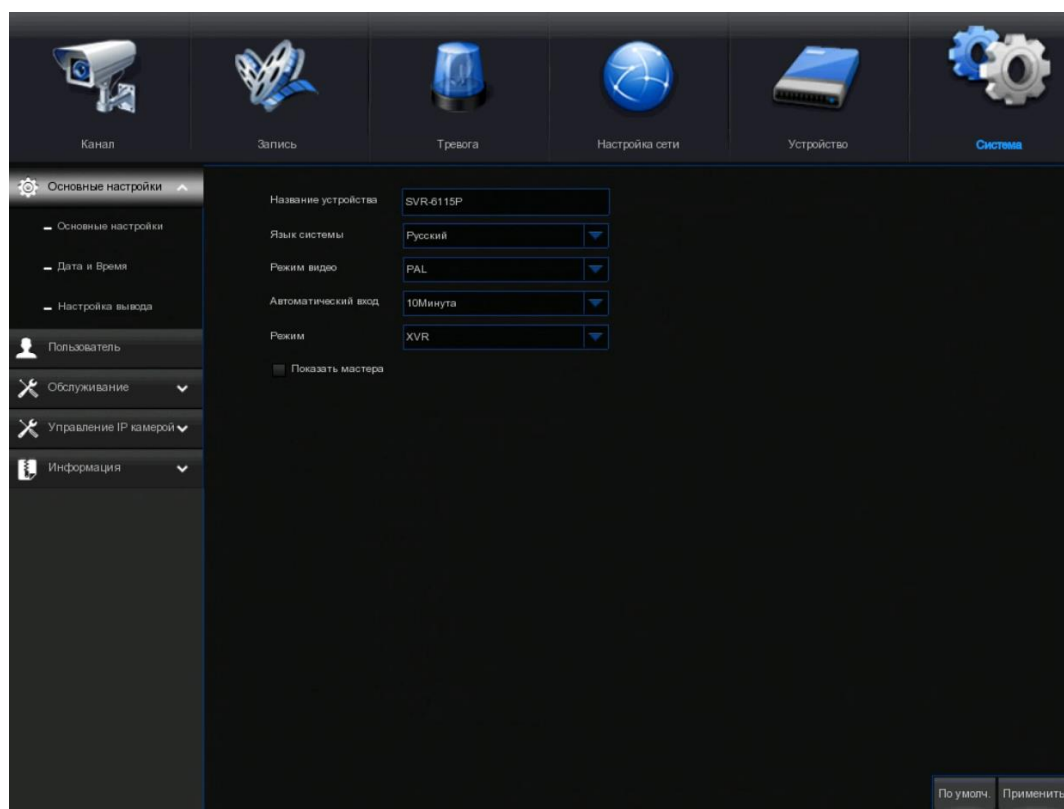 Канал
Запись
Тревога
Настройка сети
Устройство
Система
Основные настройки
Основные настройки
Дата и Время
Настройка вывода
Пользователь
Обслуживание
Управление IP камерой
Информация
Название устройства SVR-6115P
Язык системы Русский
Режим видео PAL
Автоматический вход 10Минута
Режим XVR
Показать мастера
По умолч. Применить